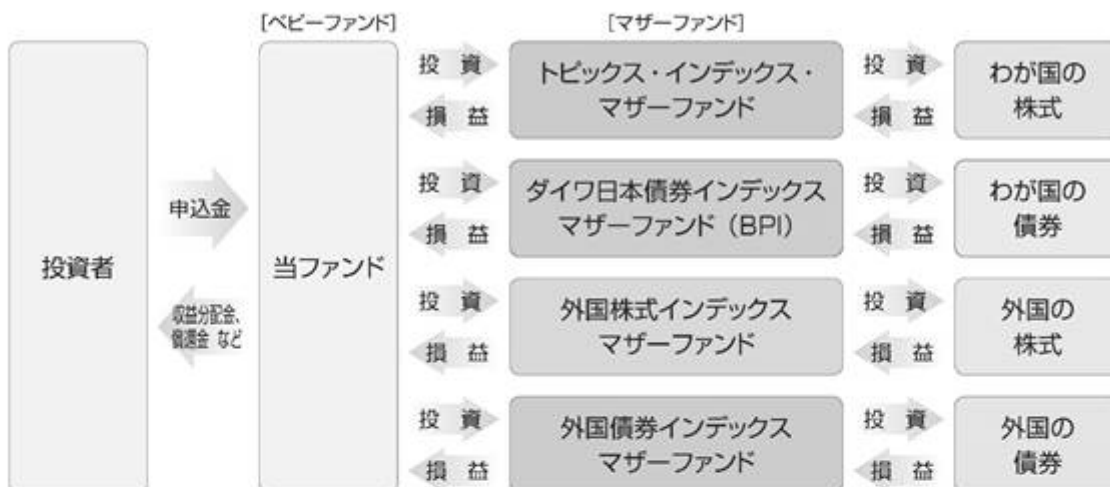 [ベビーファンド]
[マザーファンド]
投資者
申込金
収益分配金、
償還金 など
当ファンド
投 資
損 益
トピックス・インデックス・
マザーファンド
投 資
損 益
わが国の
株式
投 資
損 益
ダイワ日本債券インデックス
マザーファンド（BPI）
投 資
損 益
わが国の
債券
投 資
損 益
外国株式インデックス
マザーファンド
投 資
損 益
外国の
株式
投 資
損 益
外国債券インデックス
マザーファンド
投 資
損 益
外国の
債券